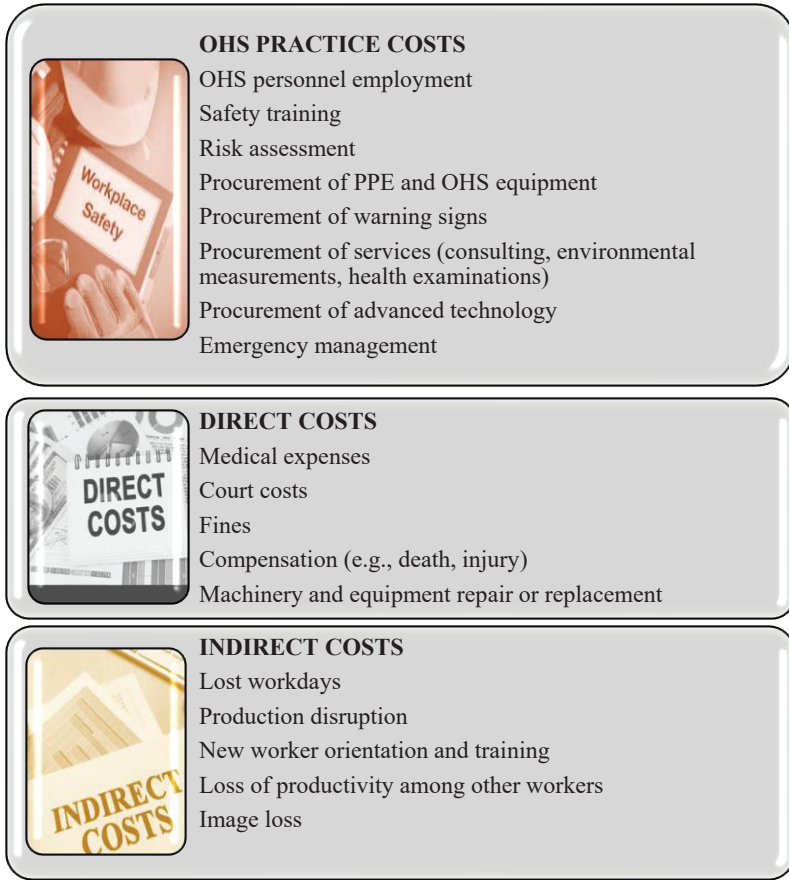 OHS PRACTICE COSTS
OHS personnel employment
Safety training
Risk assessment
Procurement of PPE and OHS equipment
Procurement of warning signs
Procurement of services (consulting, environmental
measurements, health examinations)
Procurement of advanced technology
Emergency management
Workplace
Safety
DIRECT COSTS
Medical expenses
Court costs
Fines
Compensation (e.g., death, injury)
Machinery and equipment repair or replacement
DIRECT
COSTS
INDIRECT COSTS
Lost workdays
Production disruption
New worker orientation and training
Loss of productivity among other workers
Image loss
INDIRECT
COSTS